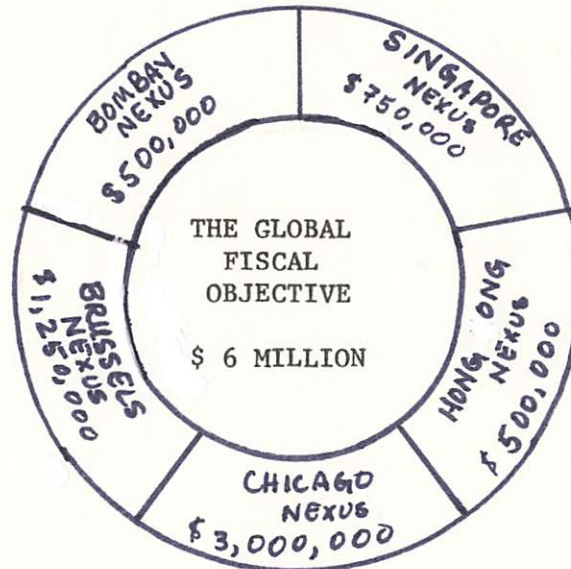 THE GLOBAL
FISCAL
OBJECTIVE
$ 6 MILLION
SINGAPORE
NEXUS
$750,000
HONG ONG
NEXUS
$500,000
CHICAGO
NEXUS
$3,000,000
BRUSSELS
NEXUS
$1,250,000
BOMBAY
NEXUS
$500,000